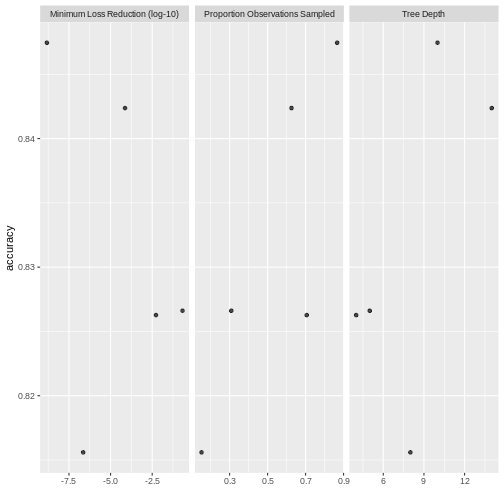 Minimum Loss Reduction (log-10) Proportion Observations Sampled Tree Depth
0.84
0.83
0.82
accuracy
-7.5 -5.0 -2.5 0.3 0.5 0.7 0.9 6 9 12